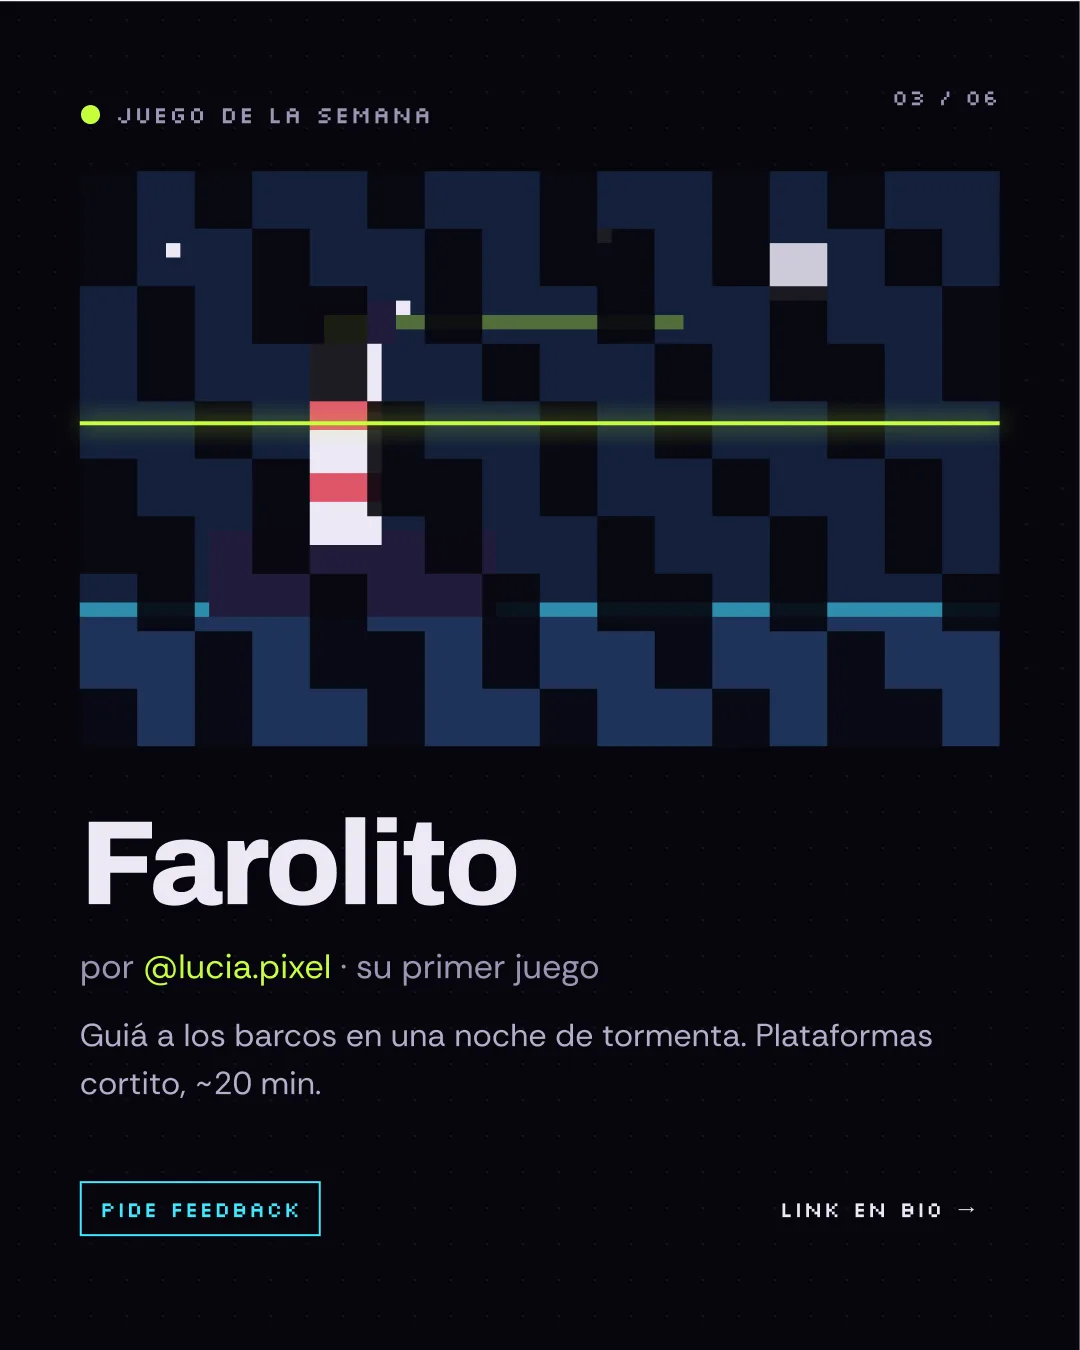 JUEGO DE LA SEMANA
03 / 06
Farolito
por @lucia.pixel · su primer juego
Guiá a los barcos en una noche de tormenta. Plataformas
cortito, ~20 min.
PIDE FEEDBACK
LINK EN BIO →